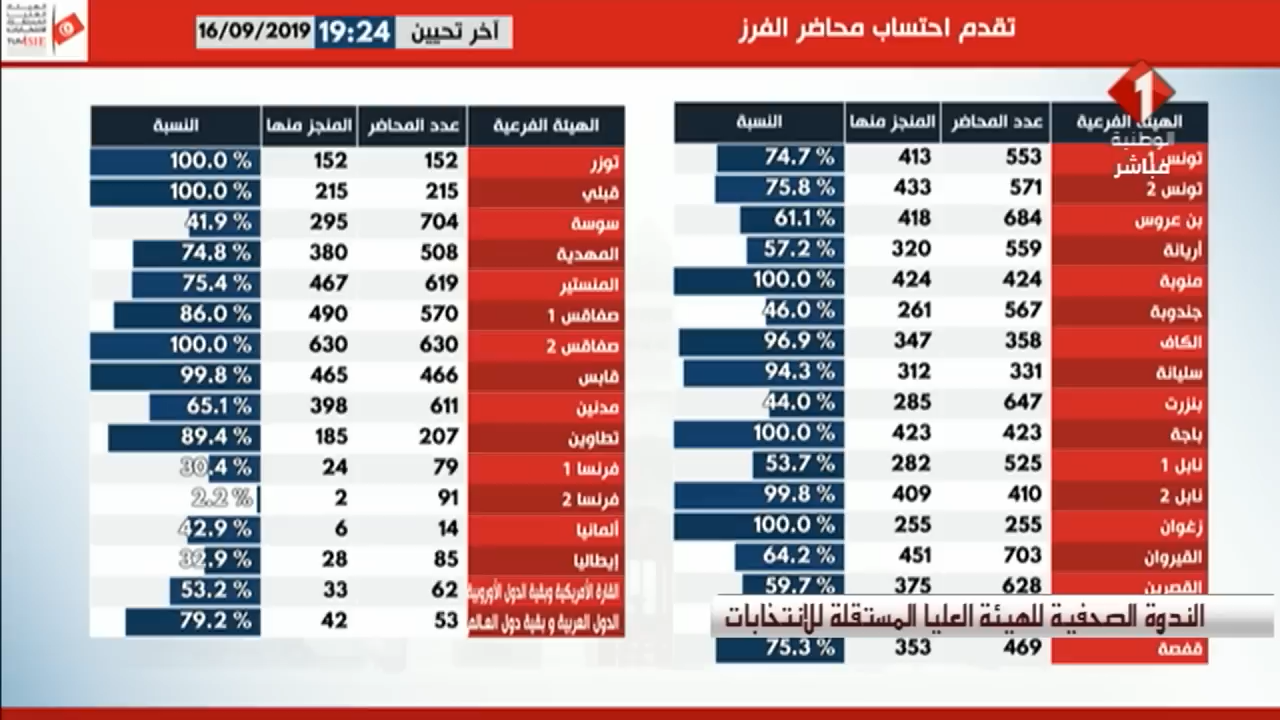 تقدم احتساب محاضر الفرز
آخر تحيين 19:24 16/09/2019
TUNISIE
الوطنية 1
مباشر
الهيئة الفرعية عدد المحاضر المنجز منها النسبة
تونس 1 553 413 74.7 %
تونس 2 571 433 75.8 %
بن عروس 684 418 61.1 %
أريانة 559 320 57.2 %
منوبة 424 424 100.0 %
جندوبة 567 261 46.0 %
الكاف 358 347 96.9 %
سليانة 331 312 94.3 %
بنزرت 647 285 44.0 %
باجة 423 423 100.0 %
نابل 1 525 282 53.7 %
نابل 2 410 409 99.8 %
زغوان 255 255 100.0 %
القيروان 703 451 64.2 %
القصرين 628 375 59.7 %
الندوة الصحفية للهيئة العليا المستقلة للإنتخابات
قفصة 469 353 75.3 %
الهيئة الفرعية عدد المحاضر المنجز منها النسبة
توزر 152 152 100.0 %
قبلي 215 215 100.0 %
سوسة 704 295 41.9 %
المهدية 508 380 74.8 %
المنستير 619 467 75.4 %
صفاقس 1 570 490 86.0 %
صفاقس 2 630 630 100.0 %
قابس 466 465 99.8 %
مدنين 611 398 65.1 %
تطاوين 207 185 89.4 %
فرنسا 1 79 24 30.4 %
فرنسا 2 91 2 2.2 %
ألمانيا 14 6 42.9 %
إيطاليا 85 28 32.9 %
القارة الأمريكية وبقية الدول الأوروبية 62 33 53.2 %
الدول العربية و بقية دول العالم 53 42 79.2 %